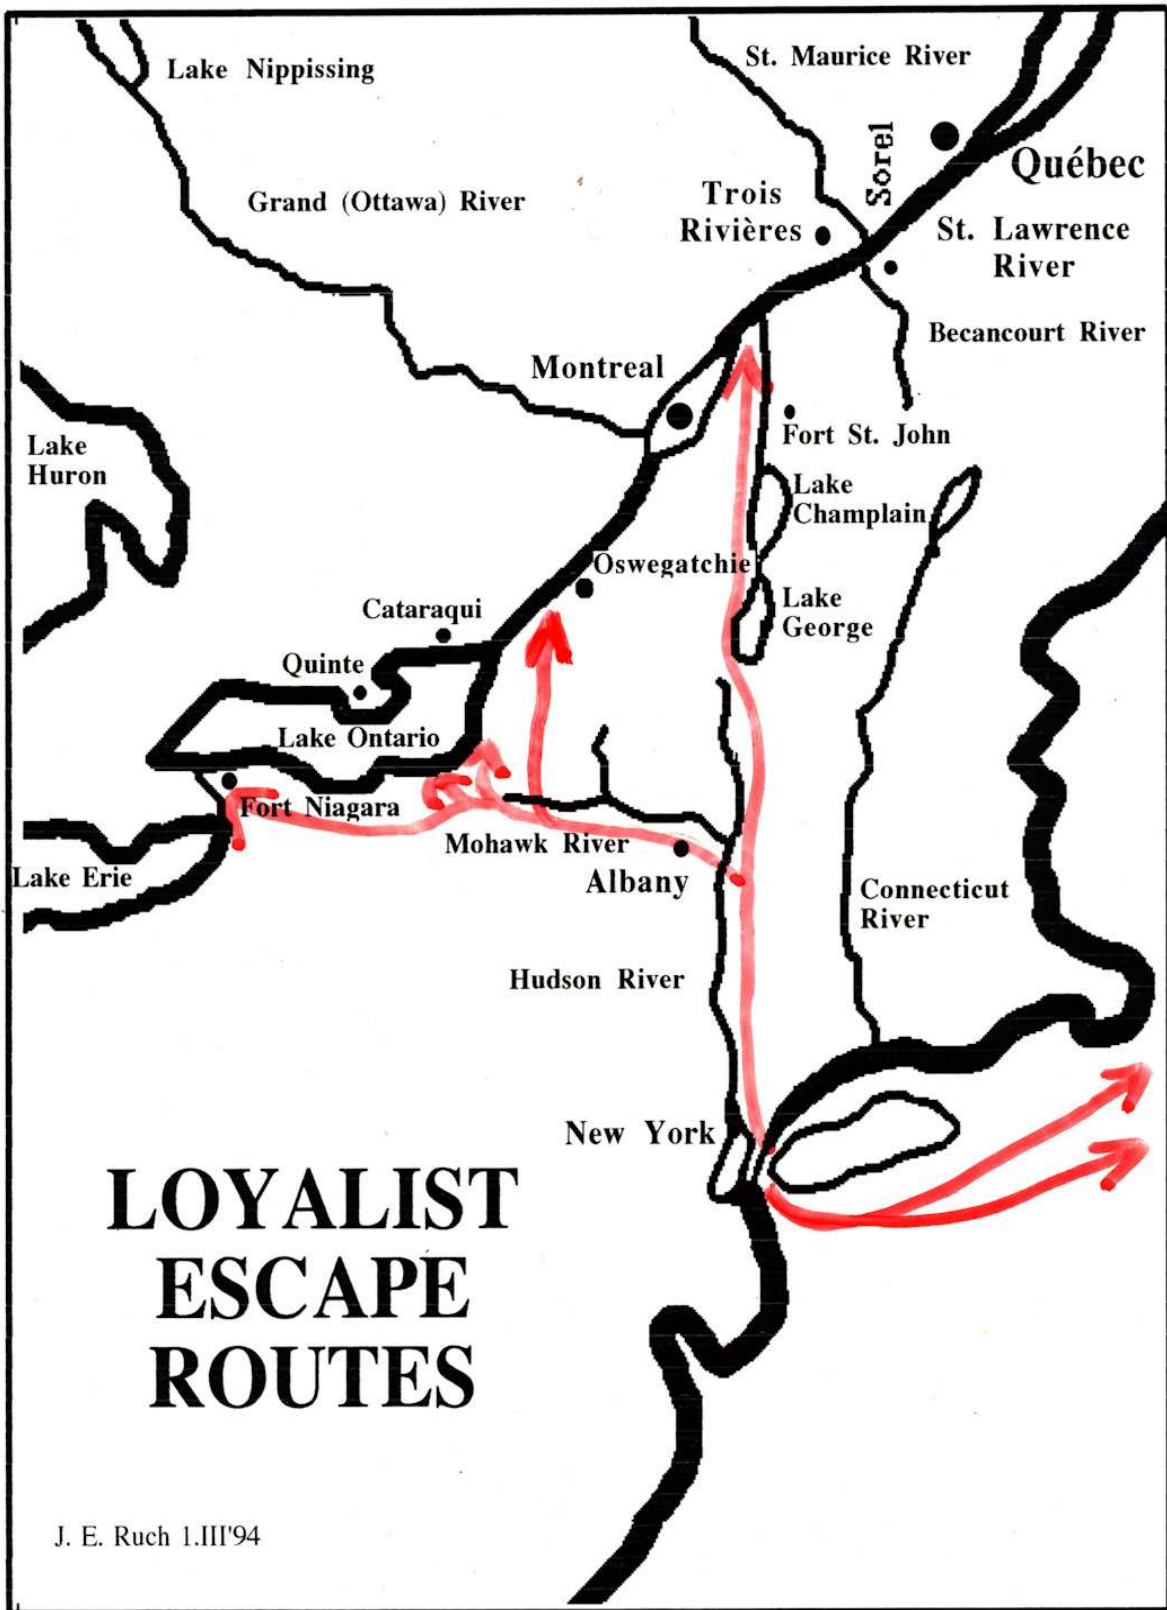 Lake Nippissing
St. Maurice River
Sorel
Québec
Grand (Ottawa) River
Trois
Rivières
St. Lawrence
River
Becancourt River
Montreal
Fort St. John
Lake
Huron
Lake
Champlain
Oswegatchie
Cataraqui
Lake
George
Quinte
Lake Ontario
Fort Niagara
Mohawk River
Lake Erie
Albany
Connecticut
River
Hudson River
New York
LOYALIST
ESCAPE
ROUTES
J. E. Ruch 1.III'94